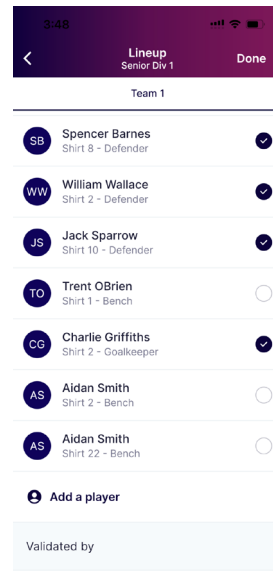 3:48
Lineup
Senior Div 1
Done
Team 1
SB
Spencer Barnes
Shirt 8 - Defender
WW
William Wallace
Shirt 2 - Defender
JS
Jack Sparrow
Shirt 10 - Defender
TO
Trent OBrien
Shirt 1 - Bench
CG
Charlie Griffiths
Shirt 2 - Goalkeeper
AS
Aidan Smith
Shirt 2 - Bench
AS
Aidan Smith
Shirt 22 - Bench
Add a player
Validated by